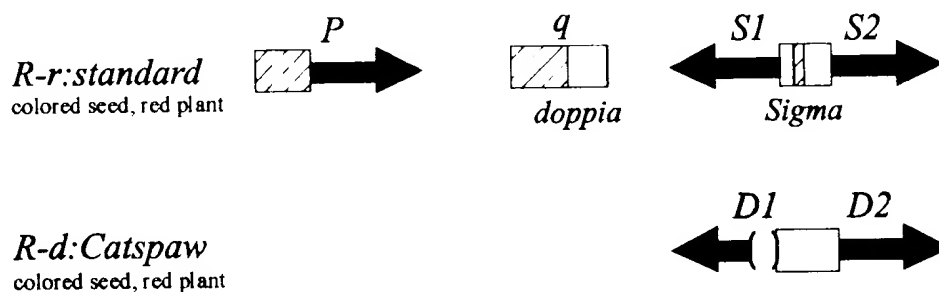 P q S1 S2
R-r:standard
colored seed, red plant
doppia Sigma
D1 D2
R-d:Catspaw
colored seed, red plant